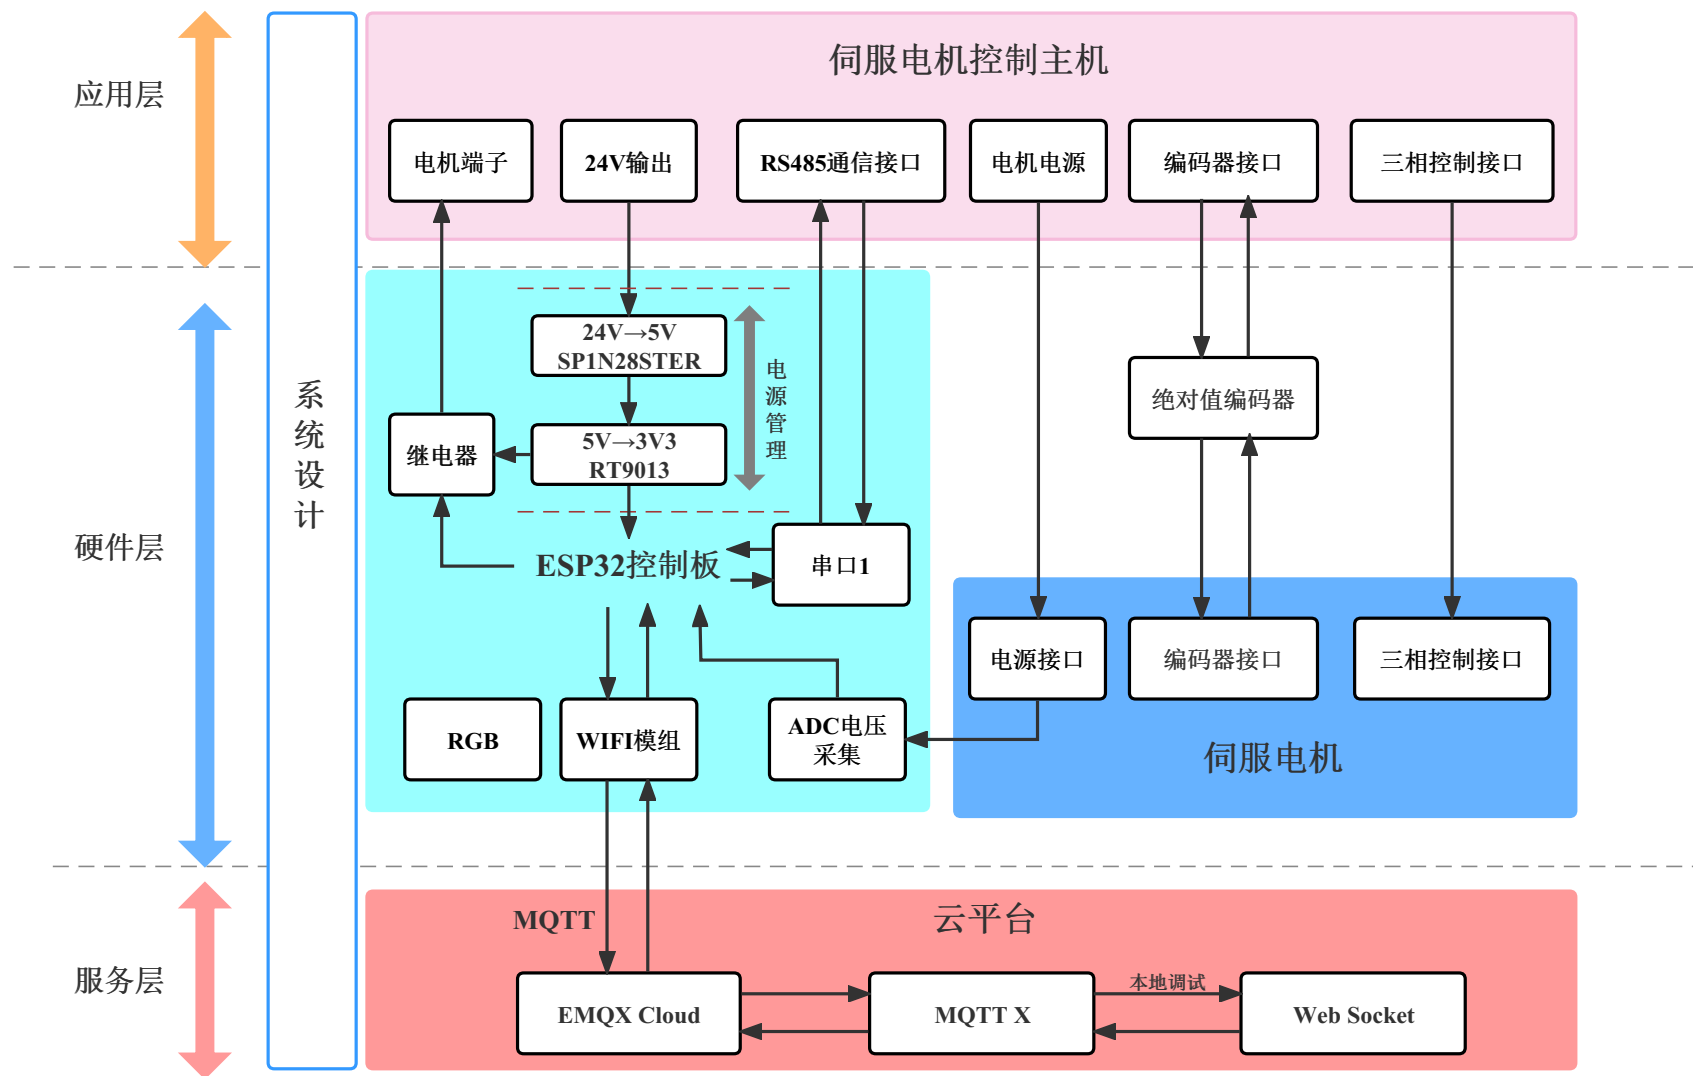 应用层
伺服电机控制主机
电机端子
24V输出
RS485通信接口
电机电源
编码器接口
三相控制接口
系统设计
硬件层
24V→5V
SP1N28STER
电源管理
继电器
5V→3V3
RT9013
绝对值编码器
ESP32控制板
串口1
电源接口
编码器接口
三相控制接口
RGB
WIFI模组
ADC电压
采集
伺服电机
服务层
MQTT
云平台
EMQX Cloud
MQTT X
本地调试
Web Socket